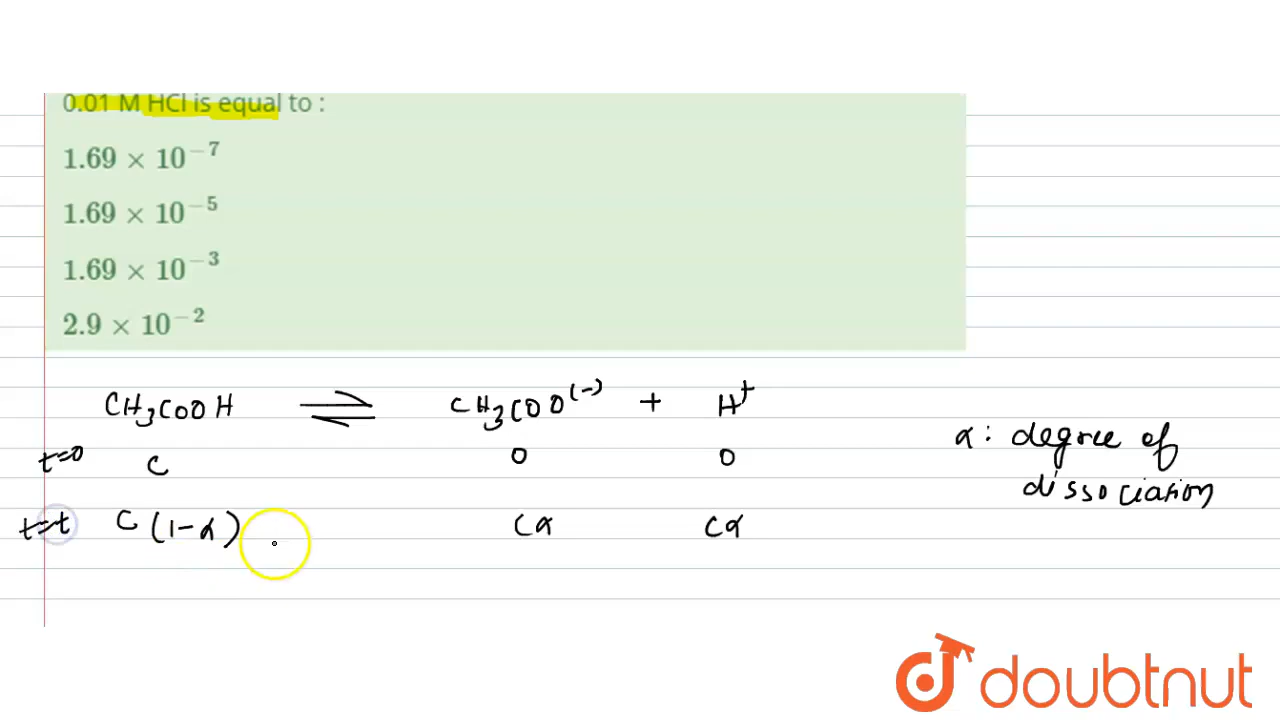 0.01 M HCl is equal to :
1.69 × 10⁻⁷
1.69 × 10⁻⁵
1.69 × 10⁻³
2.9 × 10⁻²
CH₃COOH ⇌ CH₃COO⁽⁻⁾ + H⁺
α : degree of
t=0 C 0 0
dissociation
t=t C(1-α) Cα Cα
doubtnut